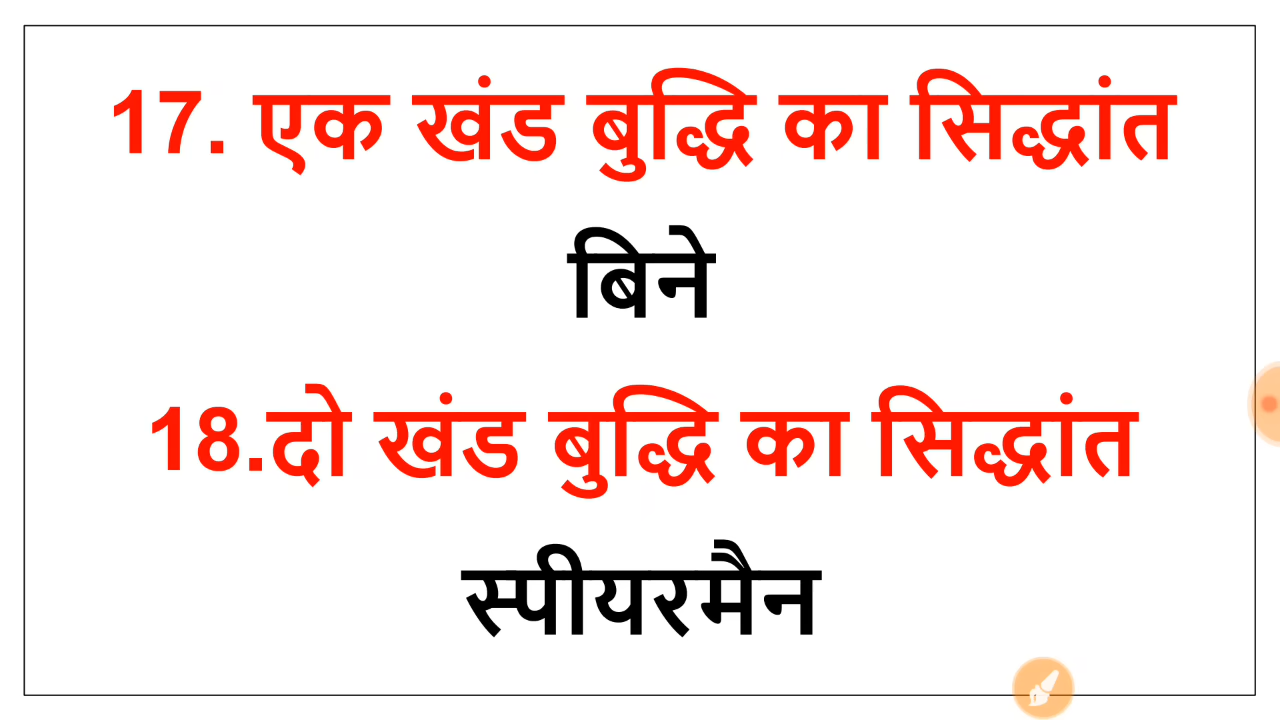 17. एक खंड बुद्धि का सिद्धांत
बिने
18.दो खंड बुद्धि का सिद्धांत
स्पीयरमैन